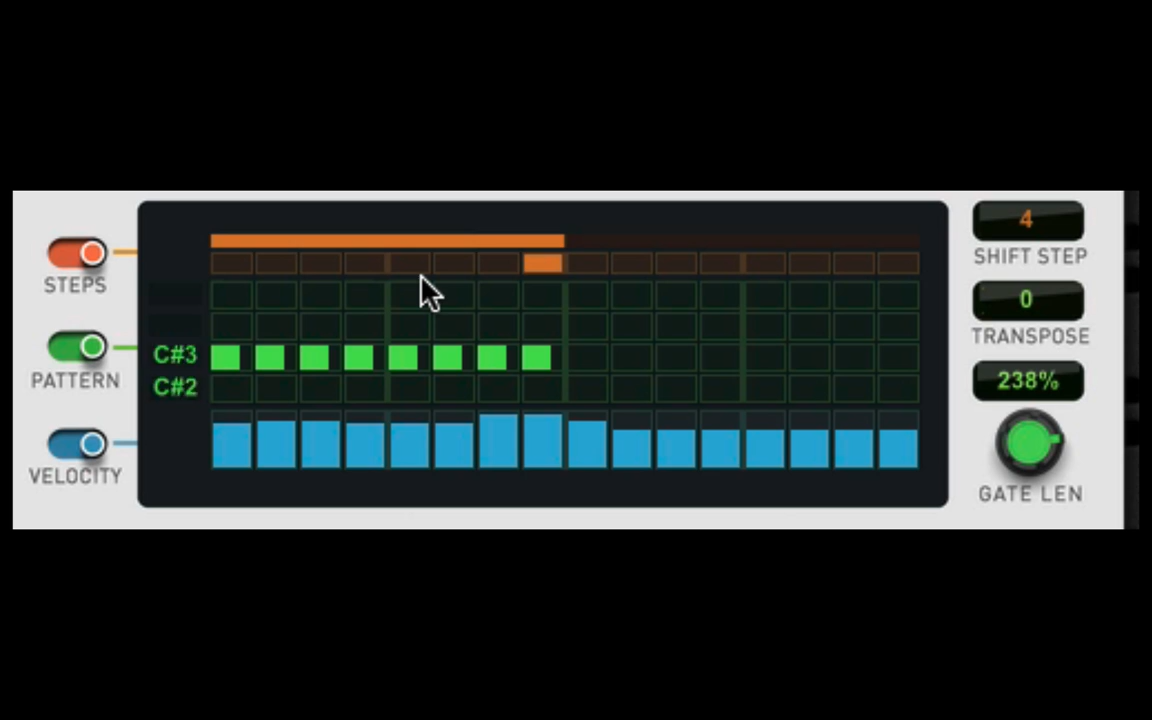 STEPS
PATTERN
VELOCITY
C#3
C#2
4
SHIFT STEP
0
TRANSPOSE
238%
GATE LEN